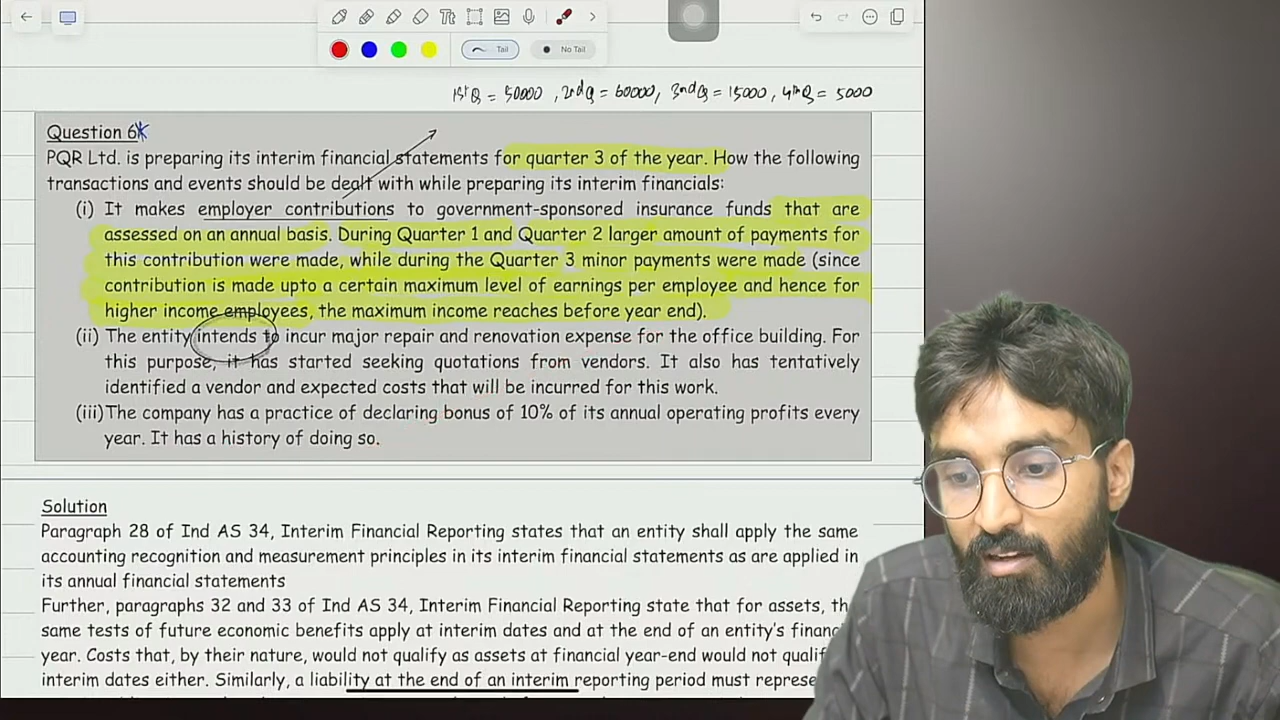 Tail
No Tail
1st Q = 50000 , 2nd Q = 60000, 3nd Q = 15000, 4th Q = 5000
Question 6*
PQR Ltd. is preparing its interim financial statements for quarter 3 of the year. How the following
transactions and events should be dealt with while preparing its interim financials:
(i) It makes employer contributions to government-sponsored insurance funds that are
assessed on an annual basis. During Quarter 1 and Quarter 2 larger amount of payments for
this contribution were made, while during the Quarter 3 minor payments were made (since
contribution is made upto a certain maximum level of earnings per employee and hence for
higher income employees, the maximum income reaches before year end).
(ii) The entity intends to incur major repair and renovation expense for the office building. For
this purpose, it has started seeking quotations from vendors. It also has tentatively
identified a vendor and expected costs that will be incurred for this work.
(iii)The company has a practice of declaring bonus of 10% of its annual operating profits every
year. It has a history of doing so.
Solution
Paragraph 28 of Ind AS 34, Interim Financial Reporting states that an entity shall apply the same
accounting recognition and measurement principles in its interim financial statements as are applied in
its annual financial statements
Further, paragraphs 32 and 33 of Ind AS 34, Interim Financial Reporting state that for assets, th
same tests of future economic benefits apply at interim dates and at the end of an entity's financ
year. Costs that, by their nature, would not qualify as assets at financial year-end would not qualif
interim dates either. Similarly, a liability at the end of an interim reporting period must represe